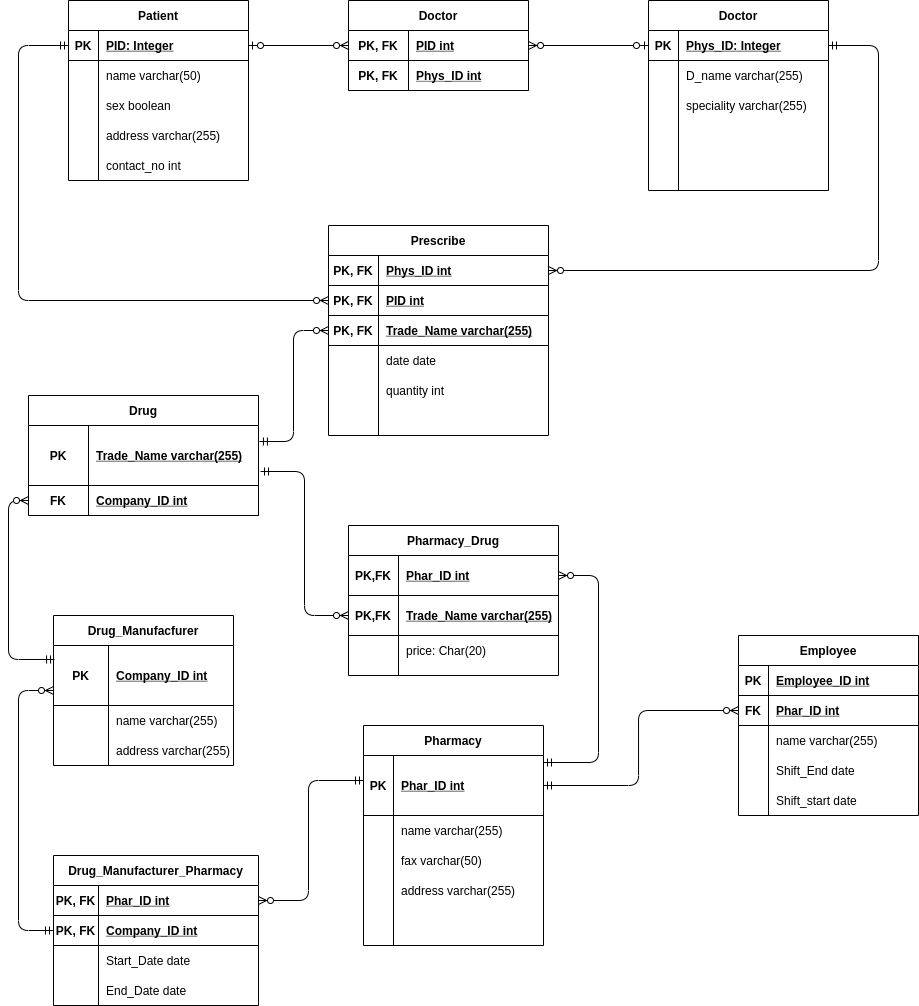 Patient
PK PID: Integer
name varchar(50)
sex boolean
address varchar(255)
contact_no int
Doctor
PK, FK PID int
PK, FK Phys_ID int
Doctor
PK Phys_ID: Integer
D_name varchar(255)
speciality varchar(255)
Prescribe
PK, FK Phys_ID int
PK, FK PID int
PK, FK Trade_Name varchar(255)
date date
quantity int
Drug
PK Trade_Name varchar(255)
FK Company_ID int
Pharmacy_Drug
PK,FK Phar_ID int
PK,FK Trade_Name varchar(255)
price: Char(20)
Drug_Manufacfurer
PK Company_ID int
name varchar(255)
address varchar(255)
Employee
PK Employee_ID int
FK Phar_ID int
name varchar(255)
Shift_End date
Shift_start date
Pharmacy
PK Phar_ID int
name varchar(255)
fax varchar(50)
address varchar(255)
Drug_Manufacturer_Pharmacy
PK, FK Phar_ID int
PK, FK Company_ID int
Start_Date date
End_Date date